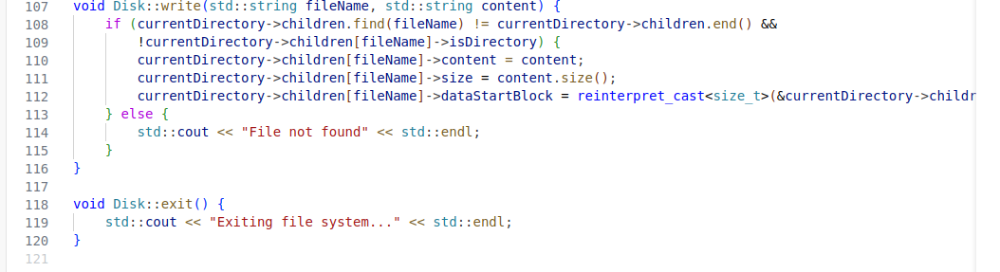 107 void Disk::write(std::string fileName, std::string content) {
108     if (currentDirectory->children.find(fileName) != currentDirectory->children.end() &&
109         !currentDirectory->children[fileName]->isDirectory) {
110         currentDirectory->children[fileName]->content = content;
111         currentDirectory->children[fileName]->size = content.size();
112         currentDirectory->children[fileName]->dataStartBlock = reinterpret_cast<size_t>(&currentDirectory->childr
113     } else {
114         std::cout << "File not found" << std::endl;
115     }
116 }
117
118 void Disk::exit() {
119     std::cout << "Exiting file system..." << std::endl;
120 }
121